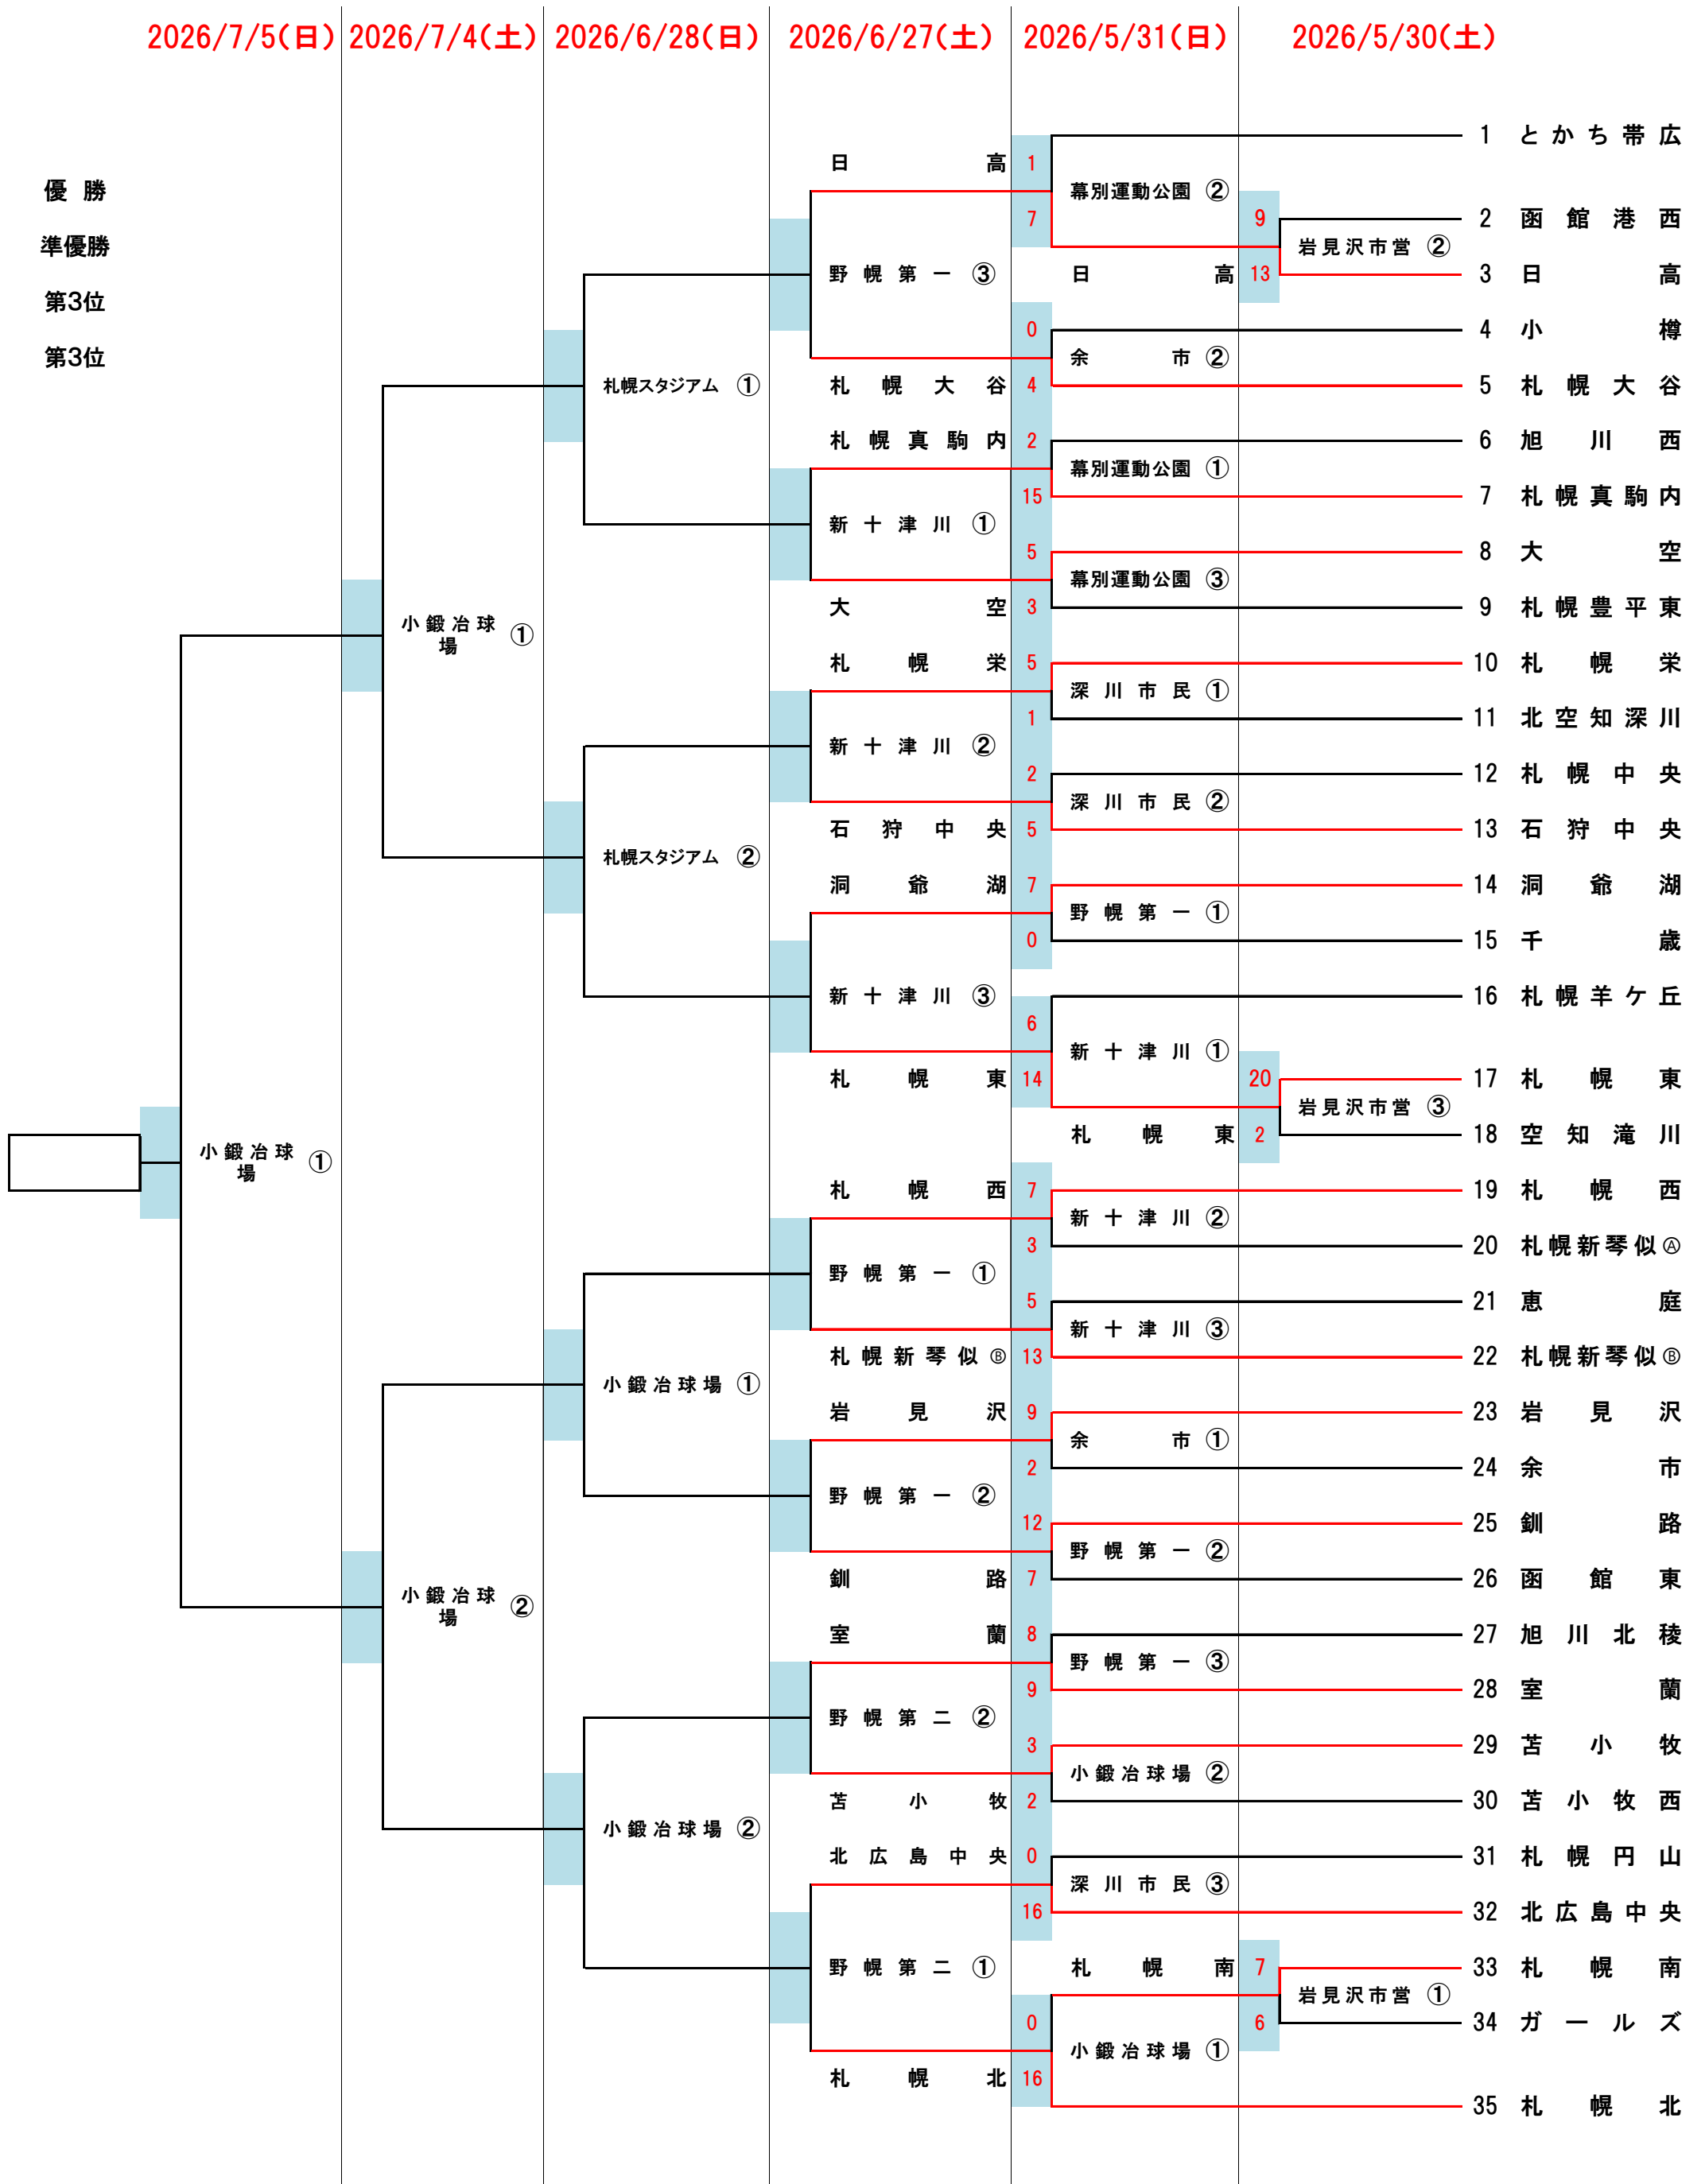 2026/7/5(日) 2026/7/4(土) 2026/6/28(日) 2026/6/27(土) 2026/5/31(日) 2026/5/30(土)
1 とかち帯広
日高 1
優勝
幕別運動公園 ②
7 9 2 函館港西
準優勝
岩見沢市営 ②
野幌第一 ③ 日高 13 3 日高
第3位
0 4 小樽
第3位
余市 ②
札幌スタジアム ① 札幌大谷 4 5 札幌大谷
札幌真駒内 2 6 旭川西
幕別運動公園 ①
15 7 札幌真駒内
新十津川 ①
5 8 大空
幕別運動公園 ③
大空 3 9 札幌豊平東
小鍛冶球場 ①
札幌栄 5 10 札幌栄
深川市民 ①
1 11 北空知深川
新十津川 ②
2 12 札幌中央
深川市民 ②
石狩中央 5 13 石狩中央
札幌スタジアム ②
洞爺湖 7 14 洞爺湖
野幌第一 ①
0 15 千歳
新十津川 ③ 16 札幌羊ケ丘
6
新十津川 ①
札幌東 14 20 17 札幌東
岩見沢市営 ③
札幌東 2 18 空知滝川
小鍛冶球場 ①
札幌西 7 19 札幌西
新十津川 ②
3 20 札幌新琴似Ⓐ
野幌第一 ①
5 21 恵庭
新十津川 ③
札幌新琴似Ⓑ 13 22 札幌新琴似Ⓑ
小鍛冶球場 ①
岩見沢 9 23 岩見沢
余市 ①
2 24 余市
野幌第一 ②
12 25 釧路
野幌第一 ②
釧路 7 26 函館東
小鍛冶球場 ②
室蘭 8 27 旭川北稜
野幌第一 ③
9 28 室蘭
野幌第二 ②
3 29 苫小牧
小鍛冶球場 ②
苫小牧 2 30 苫小牧西
小鍛冶球場 ②
北広島中央 0 31 札幌円山
深川市民 ③
16 32 北広島中央
野幌第二 ① 札幌南 7 33 札幌南
岩見沢市営 ①
0 6 34 ガールズ
小鍛冶球場 ①
札幌北 16 35 札幌北